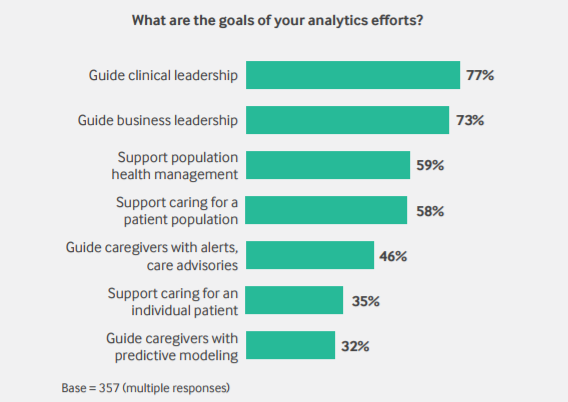 What are the goals of your analytics efforts?
Guide clinical leadership
77%
Guide business leadership
73%
Support population
health management
59%
Support caring for a
patient population
58%
Guide caregivers with alerts,
care advisories
46%
Support caring for an
individual patient
35%
Guide caregivers with
predictive modeling
32%
Base = 357 (multiple responses)